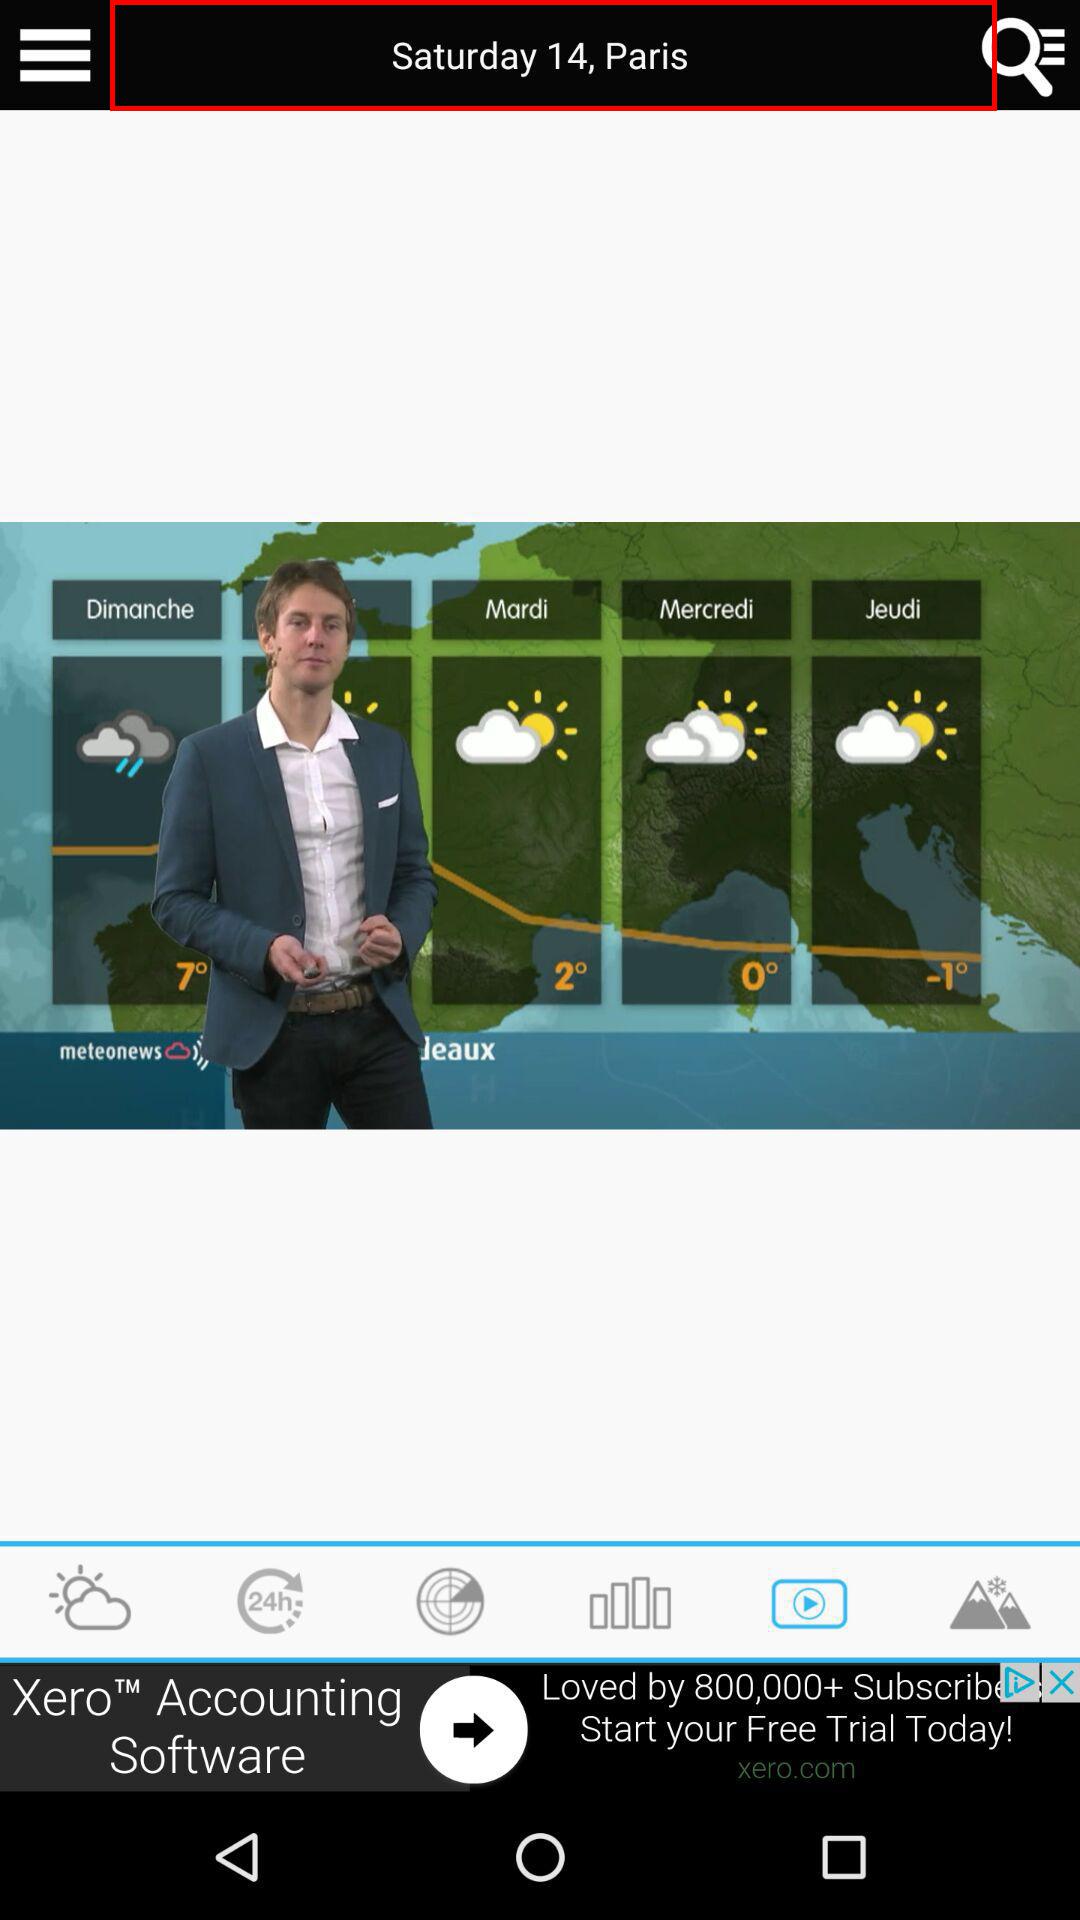 Saturday 14, Paris
Dimanche
Mardi
Mercredi
Jeudi
7°
2°
0°
-1°
meteonews
deaux
24h
Xero™ Accounting
Software
Loved by 800,000+
Start your Free Trial Today!
xero.com